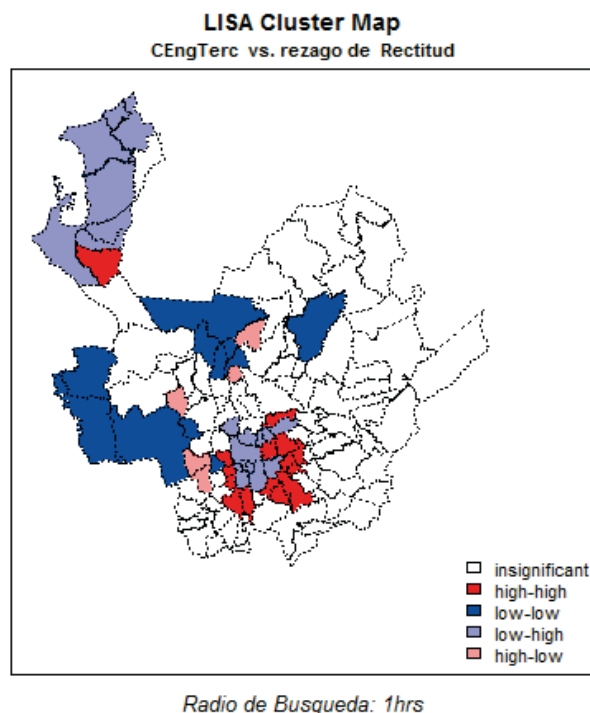 LISA Cluster Map
CEngTerc vs. rezago de Rectitud
insignificant
high-high
low-low
low-high
high-low
Radio de Busqueda: 1hrs